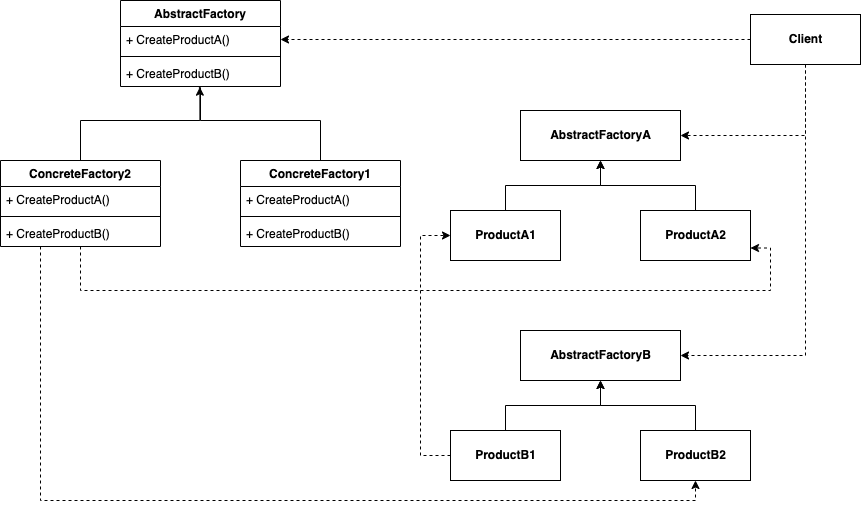 AbstractFactory
+ CreateProductA()
+ CreateProductB()
Client
AbstractFactoryA
ConcreteFactory2
+ CreateProductA()
+ CreateProductB()
ConcreteFactory1
+ CreateProductA()
+ CreateProductB()
ProductA1
ProductA2
AbstractFactoryB
ProductB1
ProductB2